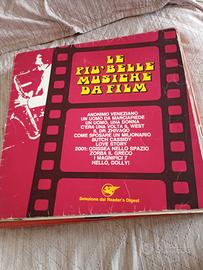 LE
PIU' BELLE
MUSICHE
DA FILM
ANONIMO VENEZIANO
UN UOMO DA MARCIAPIEDE
UN UOMO, UNA DONNA
C'ERA UNA VOLTA IL WEST
DR. ZHIVAGO
COME SPOSARE UN MILIONARIO
BUTCH CASSIDY
LOVE STORY
2001: ODISSEA NELLO SPAZIO
ZORBA IL GRECO
I MAGNIFICI 7
HELLO, DOLLY!
Selezione dal Reader's Digest